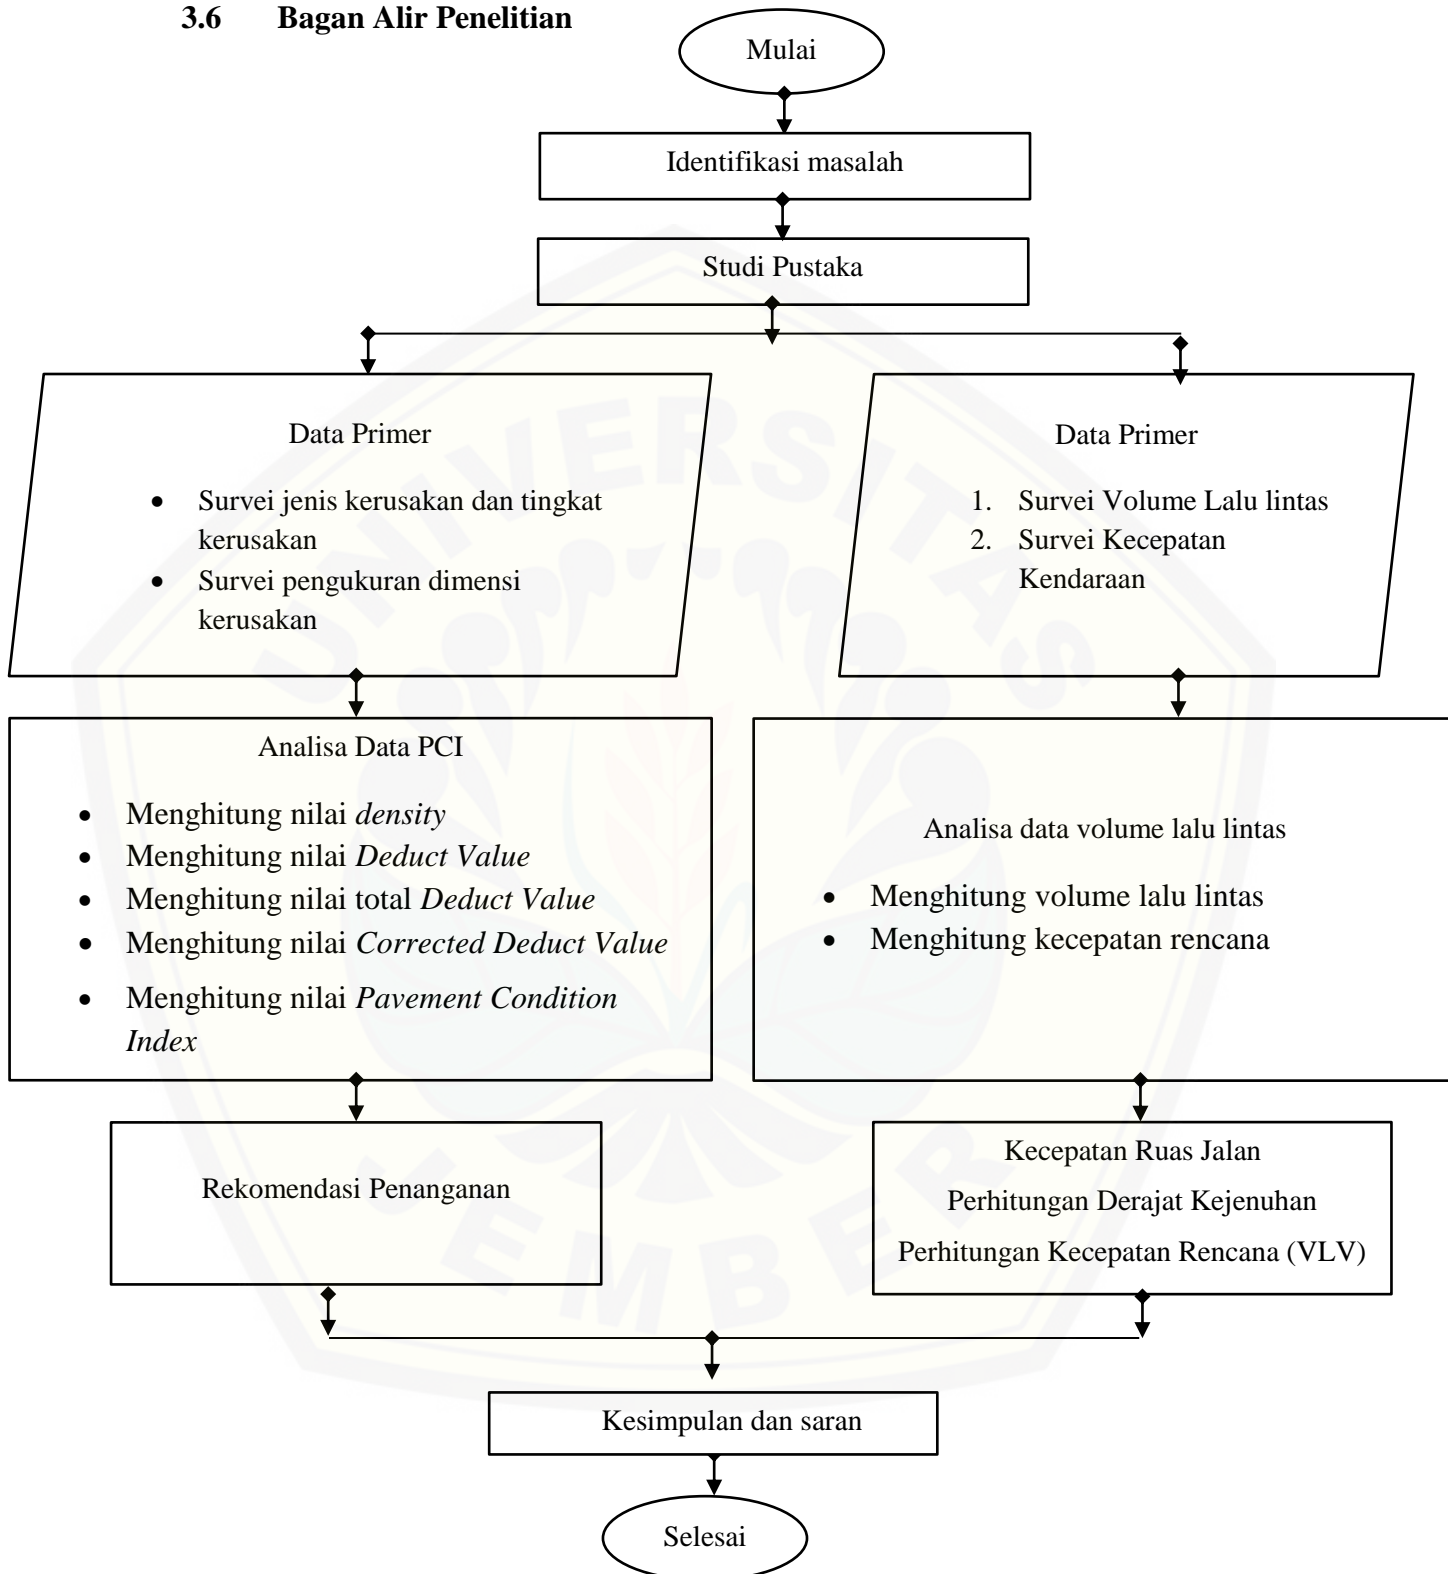 3.6 Bagan Alir Penelitian
Mulai
Identifikasi masalah
Studi Pustaka
Data Primer
• Survei jenis kerusakan dan tingkat
kerusakan
• Survei pengukuran dimensi
kerusakan
Data Primer
1. Survei Volume Lalu lintas
2. Survei Kecepatan
Kendaraan
Analisa Data PCI
• Menghitung nilai density
• Menghitung nilai Deduct Value
• Menghitung nilai total Deduct Value
• Menghitung nilai Corrected Deduct Value
• Menghitung nilai Pavement Condition
Index
Analisa data volume lalu lintas
• Menghitung volume lalu lintas
• Menghitung kecepatan rencana
Rekomendasi Penanganan
Kecepatan Ruas Jalan
Perhitungan Derajat Kejenuhan
Perhitungan Kecepatan Rencana (VLV)
Kesimpulan dan saran
Selesai
UNIVERSITAS
JEMBER